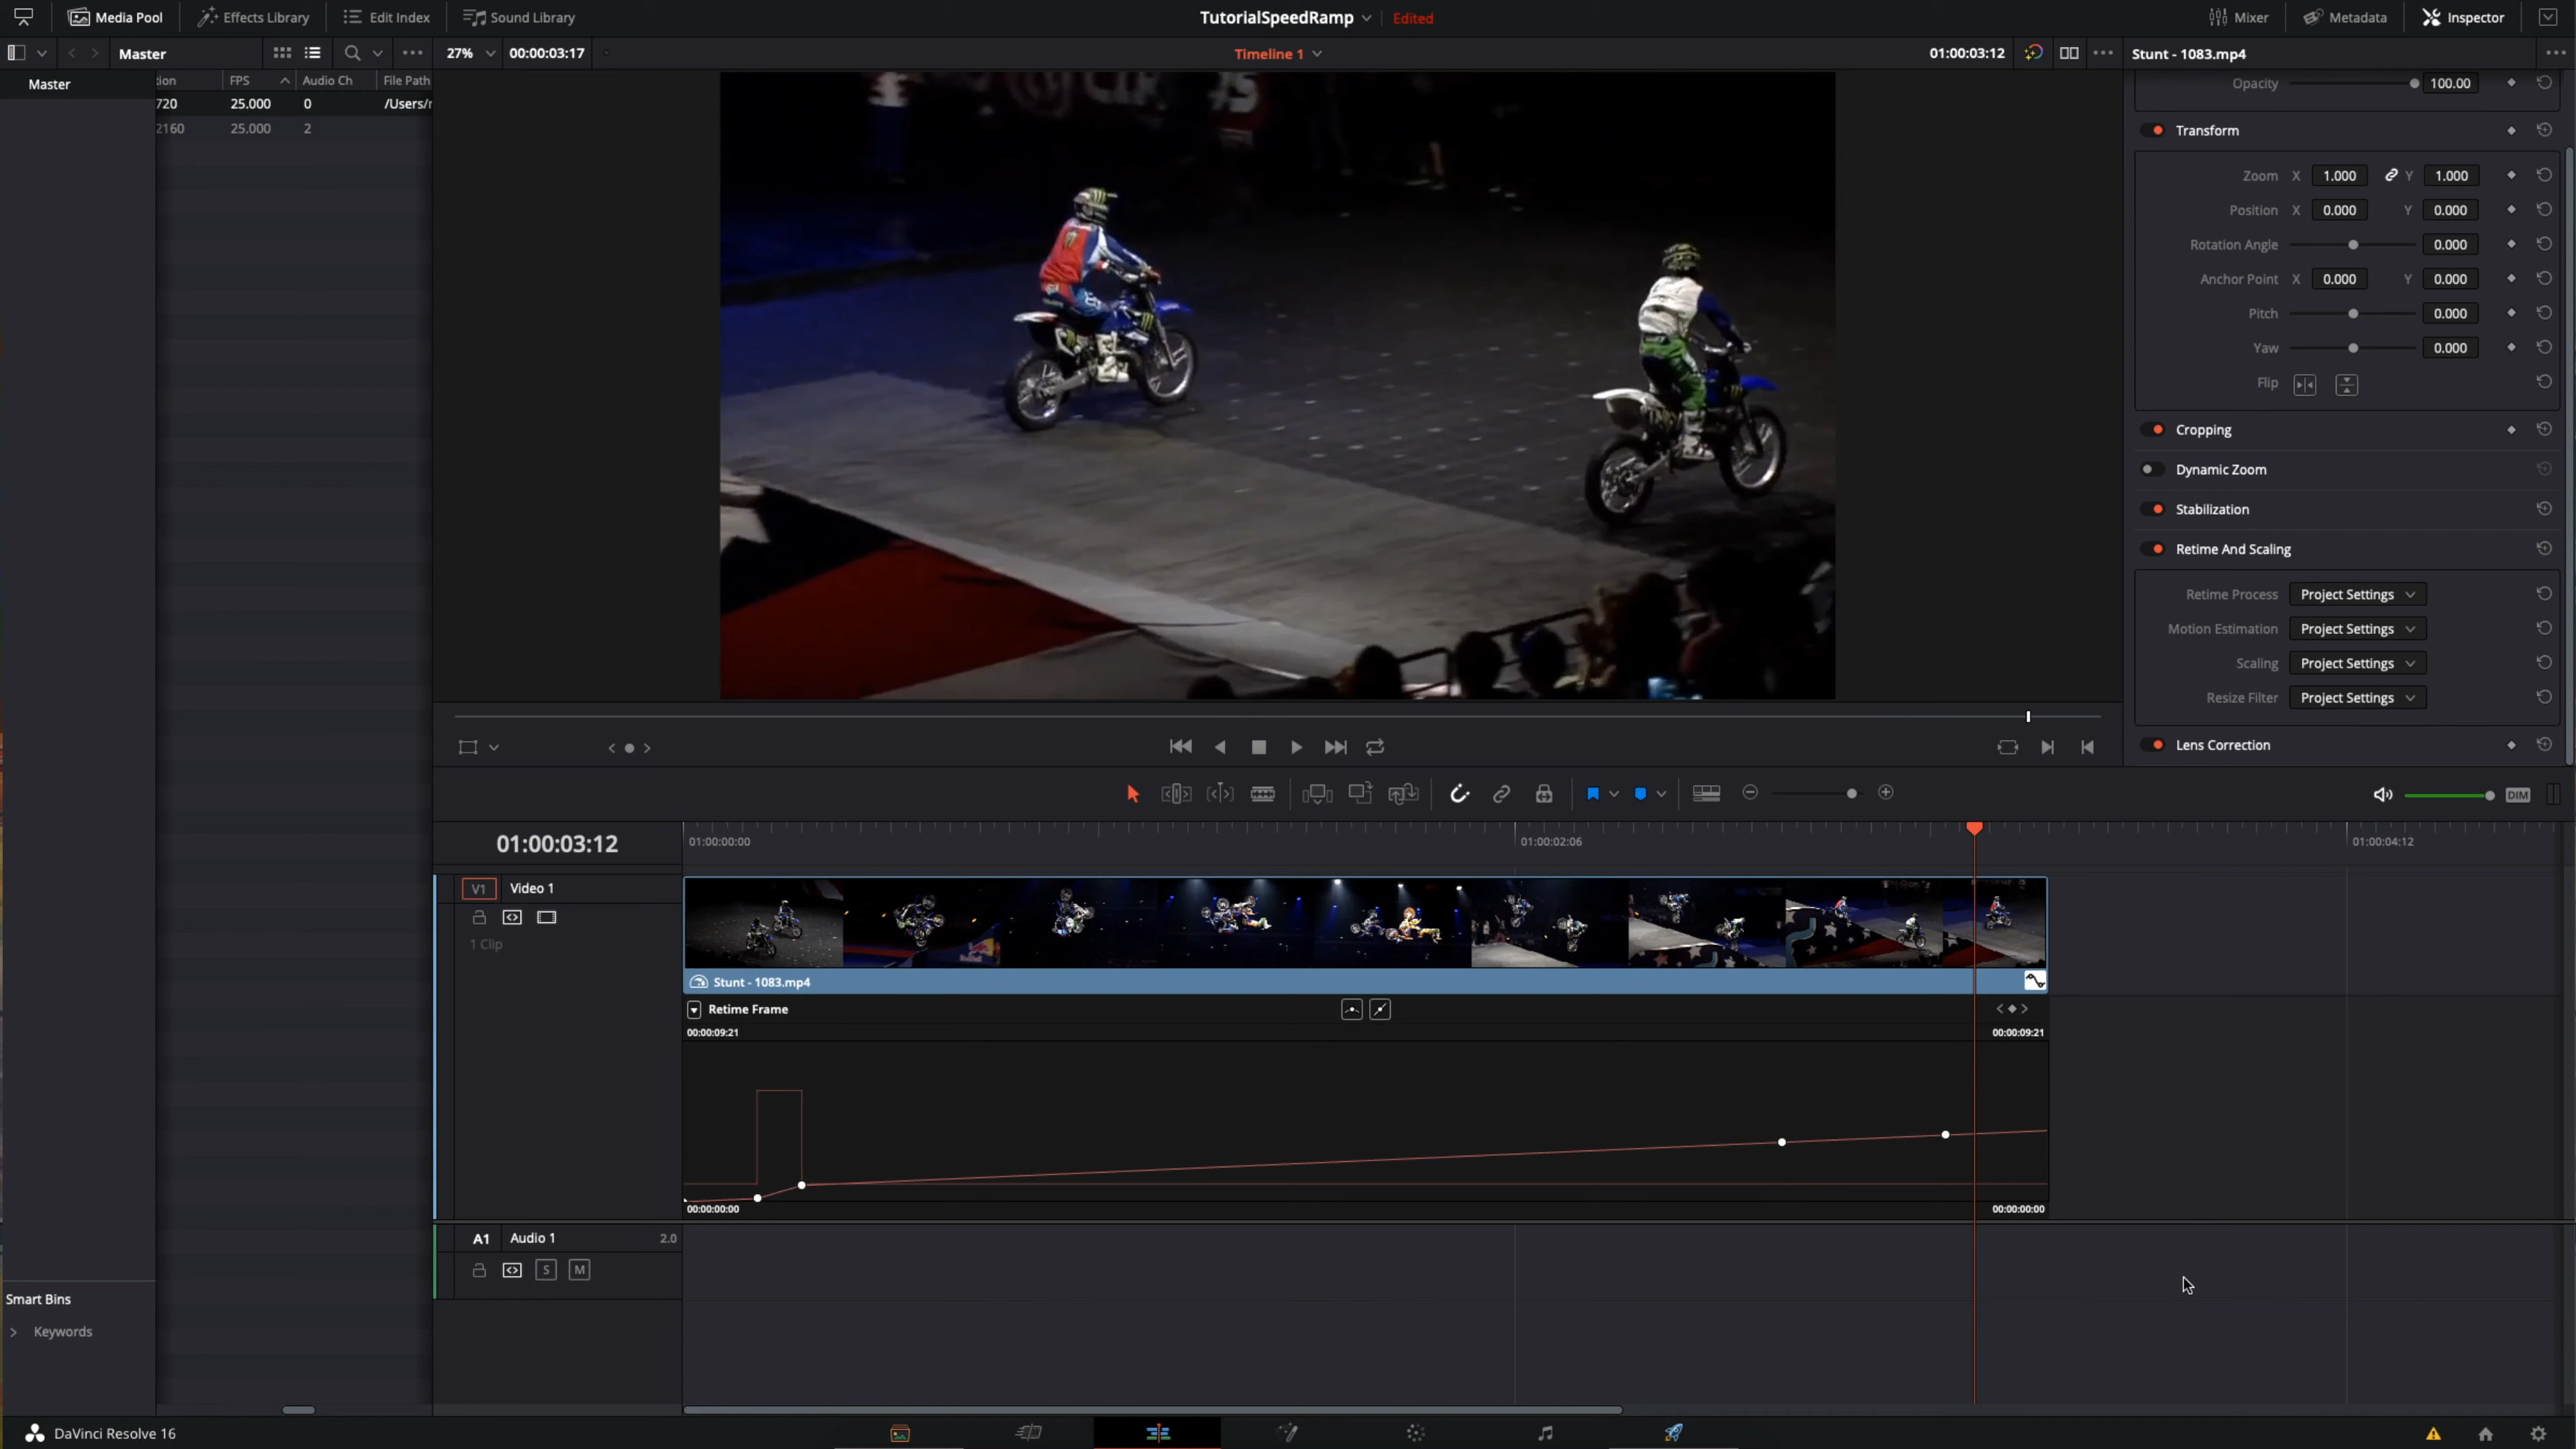 Media Pool Effects Library Edit Index Sound Library TutorialSpeedRamp Edited Mixer Metadata Inspector
Master 27% 00:00:03:17 Timeline 1 01:00:03:12 Stunt - 1083.mp4
Master
tion FPS Audio Ch File Path
720 25.000 0 /Users/r
2160 25.000 2
Opacity 100.00
Transform
Zoom X 1.000 Y 1.000
Position X 0.000 Y 0.000
Rotation Angle 0.000
Anchor Point X 0.000 Y 0.000
Pitch 0.000
Yaw 0.000
Flip
Cropping
Dynamic Zoom
Stabilization
Retime And Scaling
Retime Process Project Settings
Motion Estimation Project Settings
Scaling Project Settings
Resize Filter Project Settings
Lens Correction
DIM
01:00:03:12 01:00:00:00 01:00:02:06 01:00:04:12
V1 Video 1
1 Clip
Stunt - 1083.mp4
Retime Frame
00:00:09:21 00:00:09:21
00:00:00:00 00:00:00:00
A1 Audio 1 2.0
S M
Smart Bins
Keywords
DaVinci Resolve 16